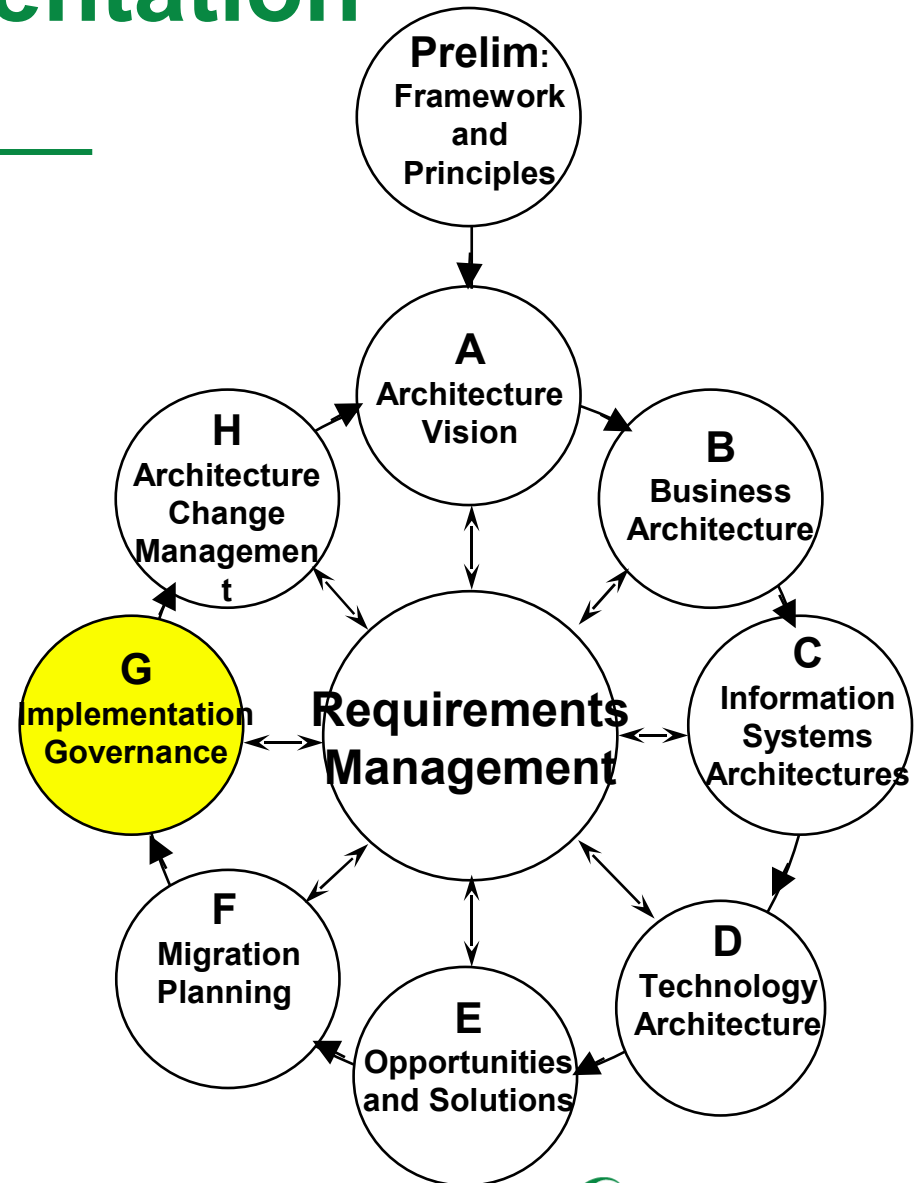 entation
Prelim:
Framework
and
Principles
A
Architecture
Vision
H
Architecture
Change
Managemen
t
B
Business
Architecture
G
Implementation
Governance
Requirements
Management
C
Information
Systems
Architectures
F
Migration
Planning
D
Technology
Architecture
E
Opportunities
and Solutions